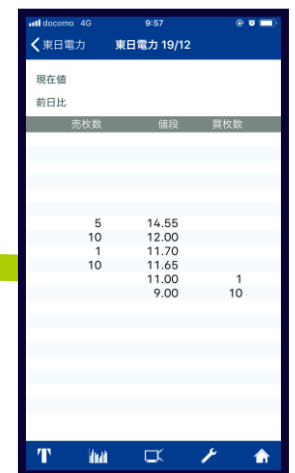 docomo 4G 9:57
東日電力 東日電力 19/12
現在値
前日比
売枚数 値段 買枚数
5 14.55
10 12.00
1 11.70
10 11.65
11.00 1
9.00 10
T